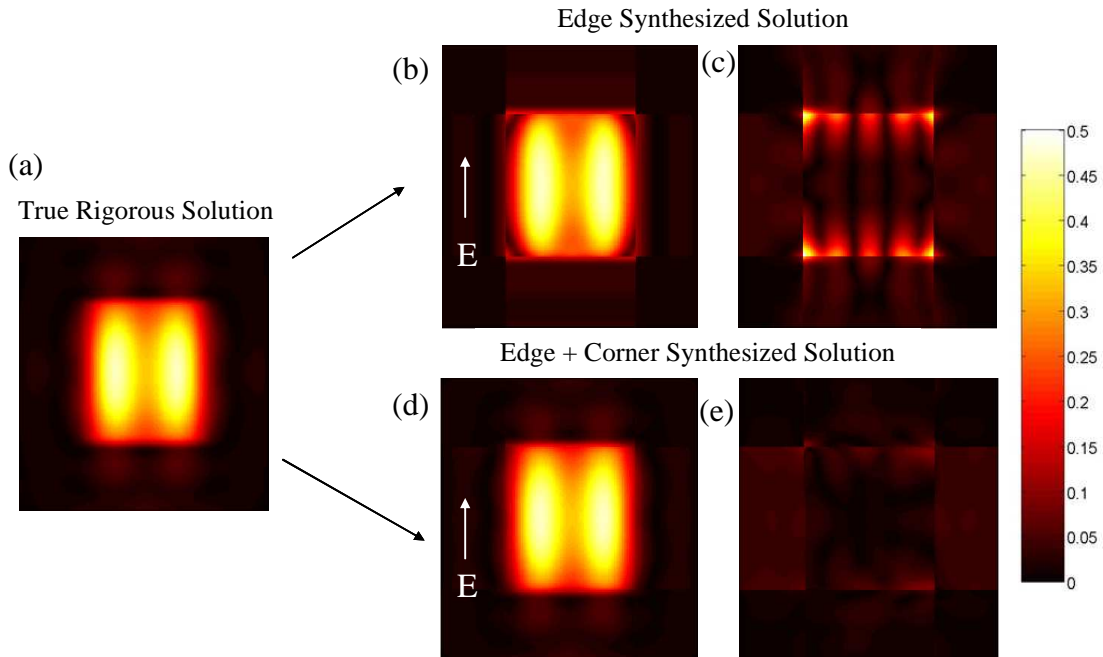 Edge Synthesized Solution
(b)
(c)
(a)
True Rigorous Solution
E
Edge + Corner Synthesized Solution
(d)
(e)
E
0.5
0.45
0.4
0.35
0.3
0.25
0.2
0.15
0.1
0.05
0